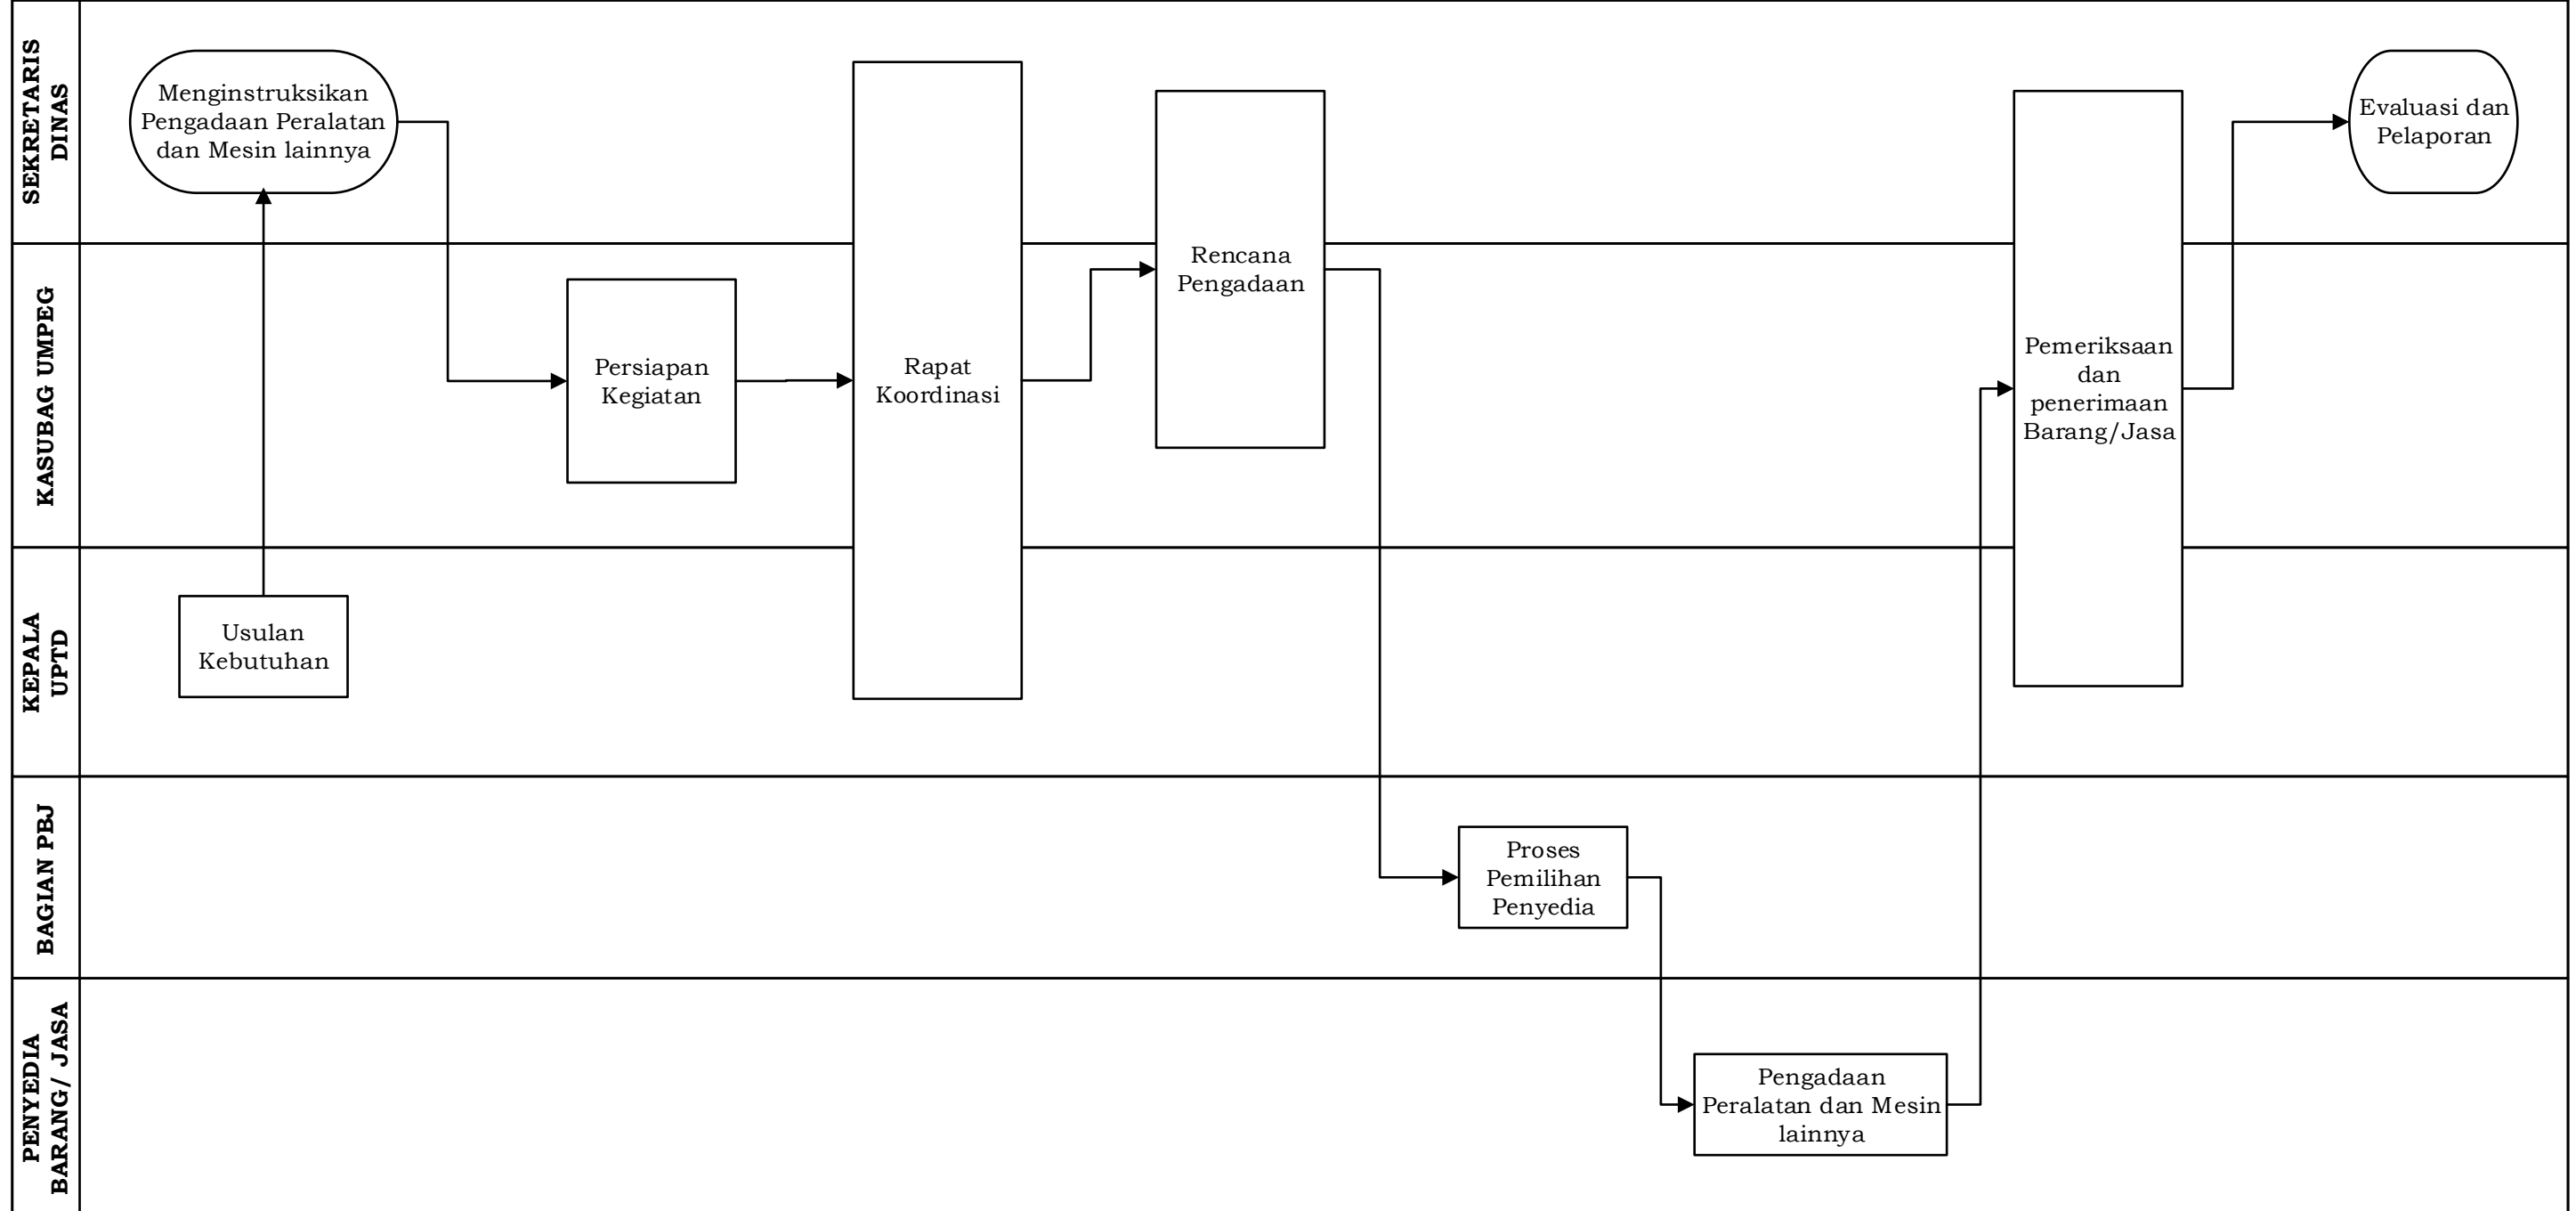 SEKRETARIS
DINAS
Menginstruksikan
Pengadaan Peralatan
dan Mesin lainnya
Evaluasi dan
Pelaporan
KASUBAG UMPEG
Persiapan
Kegiatan
Rapat
Koordinasi
Rencana
Pengadaan
Pemeriksaan
dan
penerimaan
Barang/Jasa
KEPALA
UPTD
Usulan
Kebutuhan
BAGIAN PBJ
Proses
Pemilihan
Penyedia
PENYEDIA
BARANG/ JASA
Pengadaan
Peralatan dan Mesin
lainnya